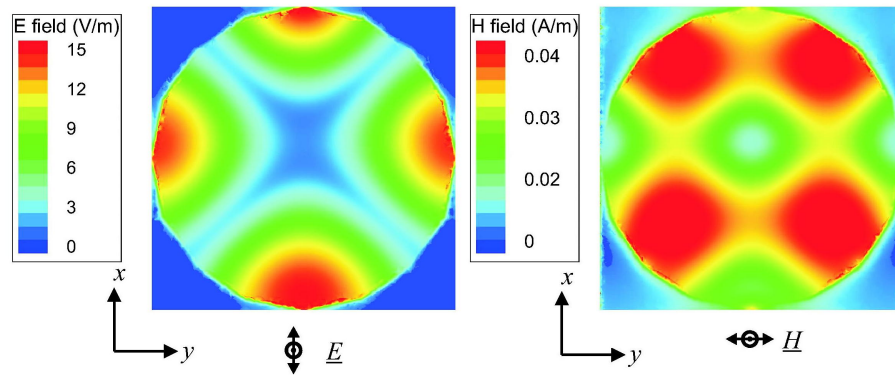 E field (V/m)
15
12
9
6
3
0
x
y
E
H field (A/m)
0.04
0.03
0.02
0
x
y
H